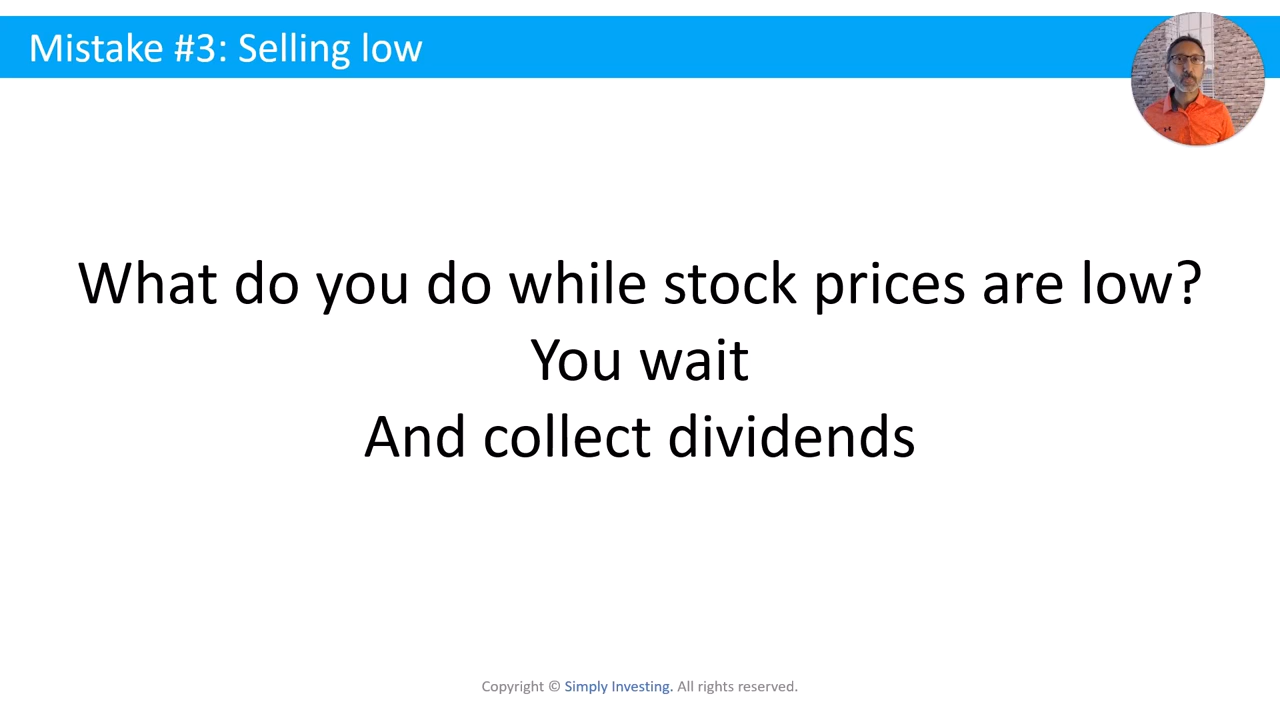 Mistake #3: Selling low
What do you do while stock prices are low?
You wait
And collect dividends
Copyright © Simply Investing. All rights reserved.